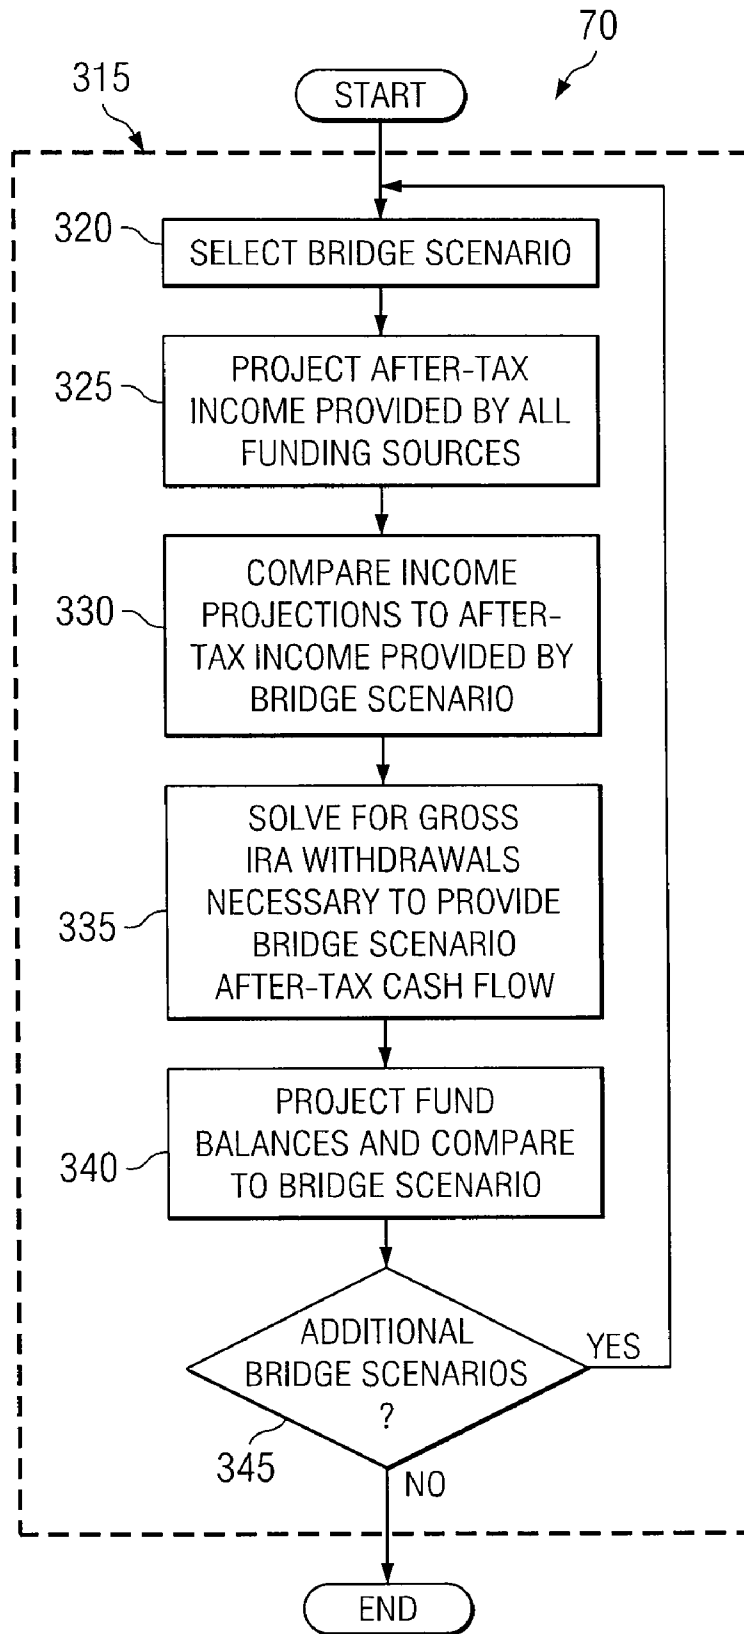 70
315
START
320
SELECT BRIDGE SCENARIO
325
PROJECT AFTER-TAX
INCOME PROVIDED BY ALL
FUNDING SOURCES
330
COMPARE INCOME
PROJECTIONS TO AFTER-
TAX INCOME PROVIDED BY
BRIDGE SCENARIO
335
SOLVE FOR GROSS
IRA WITHDRAWALS
NECESSARY TO PROVIDE
BRIDGE SCENARIO
AFTER-TAX CASH FLOW
340
PROJECT FUND
BALANCES AND COMPARE
TO BRIDGE SCENARIO
ADDITIONAL
BRIDGE SCENARIOS
?
YES
345
NO
END